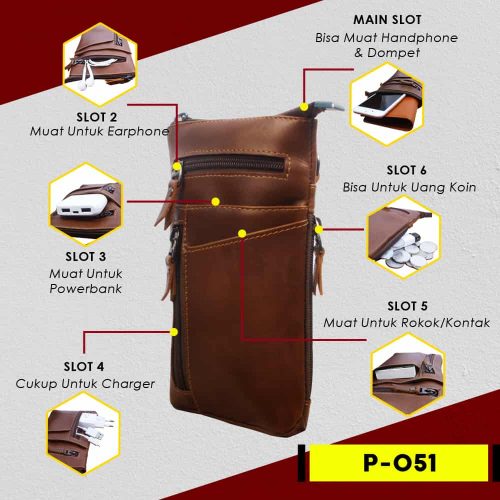 MAIN SLOT
Bisa Muat Handphone
& Dompet
SLOT 2
Muat Untuk Earphone
SLOT 6
Bisa Untuk Uang Koin
SLOT 3
Muat Untuk
Powerbank
SLOT 5
Muat Untuk Rokok/Kontak
SLOT 4
Cukup Untuk Charger
P-051